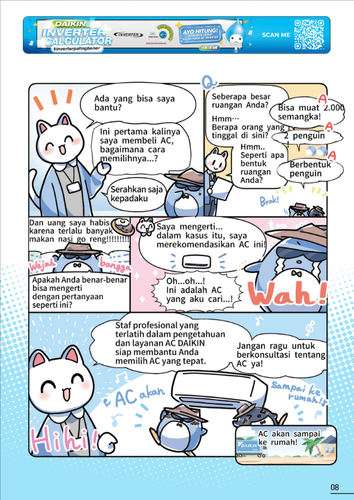 DAIKIN
INVERTER
CALCULATOR
#inverterpalingbener
INVERTER
AYO HITUNG!
SCAN ME
Ada yang bisa saya
bantu?
Ini pertama kalinya
saya membeli AC,
bagaimana cara
memilihnya...?
Serahkan saja
kepadaku
Q
Seberapa besar
ruangan Anda?
A
Bisa muat 2.000
semangka!
Hmm…
Berapa orang yang
tinggal di sini?
A
2 penguin
Hmm..
Seperti apa
bentuk
ruangan
Anda?
A
Berbentuk
penguin
Brak!
Dan uang saya habis
karena terlalu banyak
makan nasi go reng!!!!!!!!!
Wajah
bangga
Apakah Anda benar-benar
bisa mengerti
dengan pertanyaan
seperti ini?
Saya mengerti...
dalam kasus itu, saya
merekomendasikan AC ini!
Oh...oh...!
Ini adalah AC
yang aku cari...!
Wah!
Staf profesional yang
terlatih dalam pengetahuan
dan layanan AC DAIKIN
siap membantu Anda
memilih AC yang tepat.
Jangan ragu untuk
berkonsultasi tentang
AC ya!
AC akan
Sampai ke
rumah!
Hihi!
AC akan sampai
ke rumah!
08